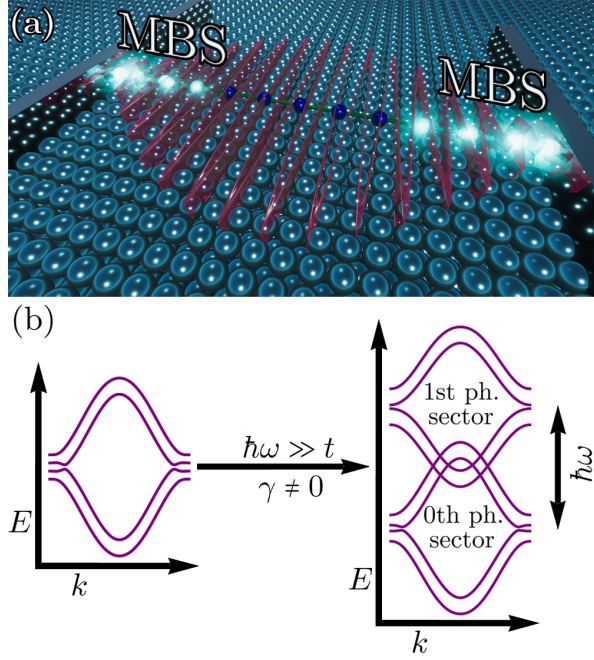 (a)
MBS
MBS
(b)
E
k
ħω ≫ t
γ ≠ 0
1st ph.
sector
0th ph.
sector
ħω
E
k